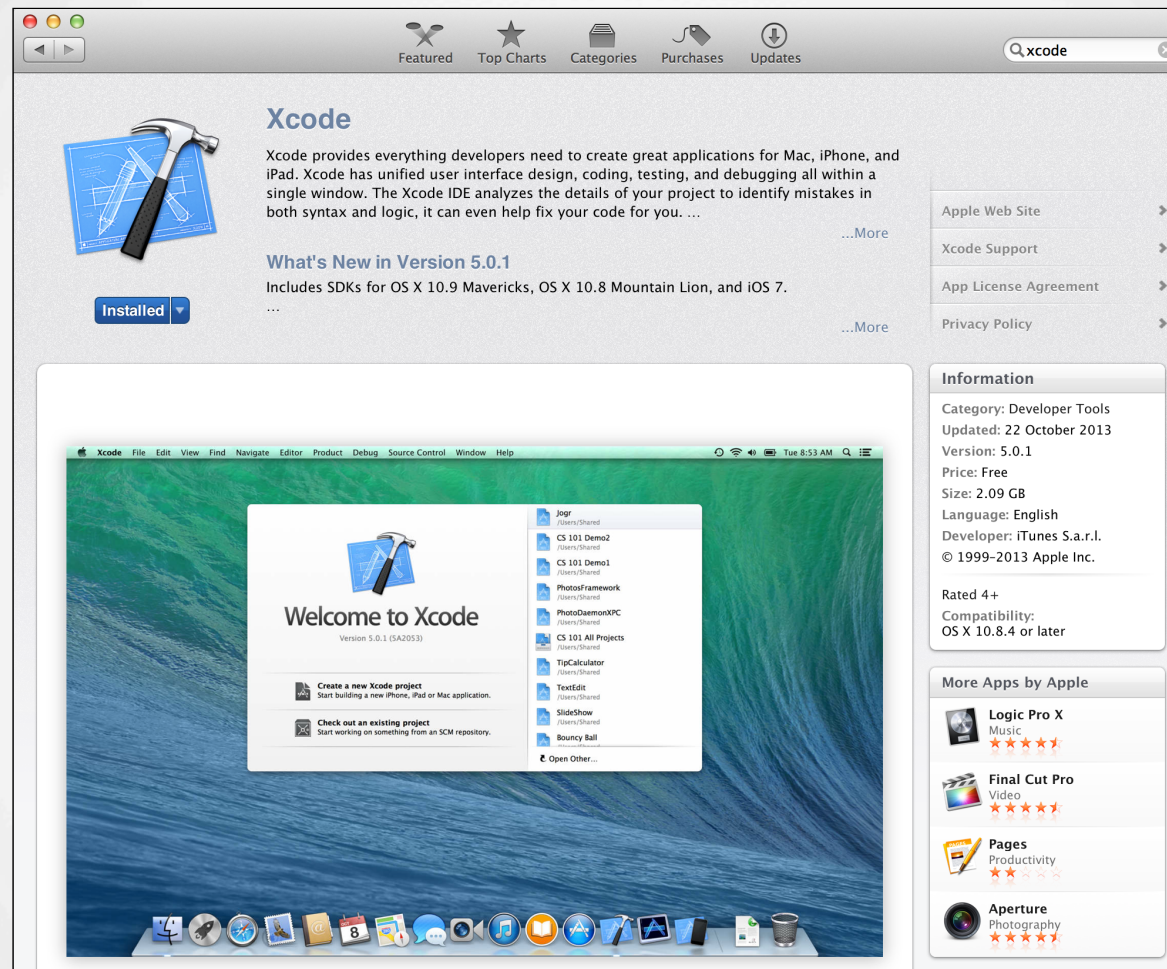 Featured
Top Charts
Categories
Purchases
Updates
xcode
Xcode
Xcode provides everything developers need to create great applications for Mac, iPhone, and
iPad. Xcode has unified user interface design, coding, testing, and debugging all within a
single window. The Xcode IDE analyzes the details of your project to identify mistakes in
both syntax and logic, it can even help fix your code for you. ...
...More
What's New in Version 5.0.1
Includes SDKs for OS X 10.9 Mavericks, OS X 10.8 Mountain Lion, and iOS 7.
...
...More
Installed
Apple Web Site
Xcode Support
App License Agreement
Privacy Policy
Xcode File Edit View Find Navigate Editor Product Debug Source Control Window Help Tue 8:53 AM
Welcome to Xcode
Version 5.0.1 (5A2053)
Create a new Xcode project
Start building a new iPhone, iPad or Mac application.
Check out an existing project
Start working on something from an SCM repository.
Jogr
/Users/Shared
CS 101 Demo2
/Users/Shared
CS 101 Demo1
/Users/Shared
PhotosFramework
/Users/Shared
PhotoDaemonXPC
/Users/Shared
CS 101 All Projects
/Users/Shared
TipCalculator
/Users/Shared
TextEdit
/Users/Shared
SlideShow
/Users/Shared
Bouncy Ball
/Users/Shared
Open Other...
8
Information
Category: Developer Tools
Updated: 22 October 2013
Version: 5.0.1
Price: Free
Size: 2.09 GB
Language: English
Developer: iTunes S.a.r.l.
© 1999-2013 Apple Inc.
Rated 4+
Compatibility:
OS X 10.8.4 or later
More Apps by Apple
Logic Pro X
Music
Final Cut Pro
Video
Pages
Productivity
Aperture
Photography